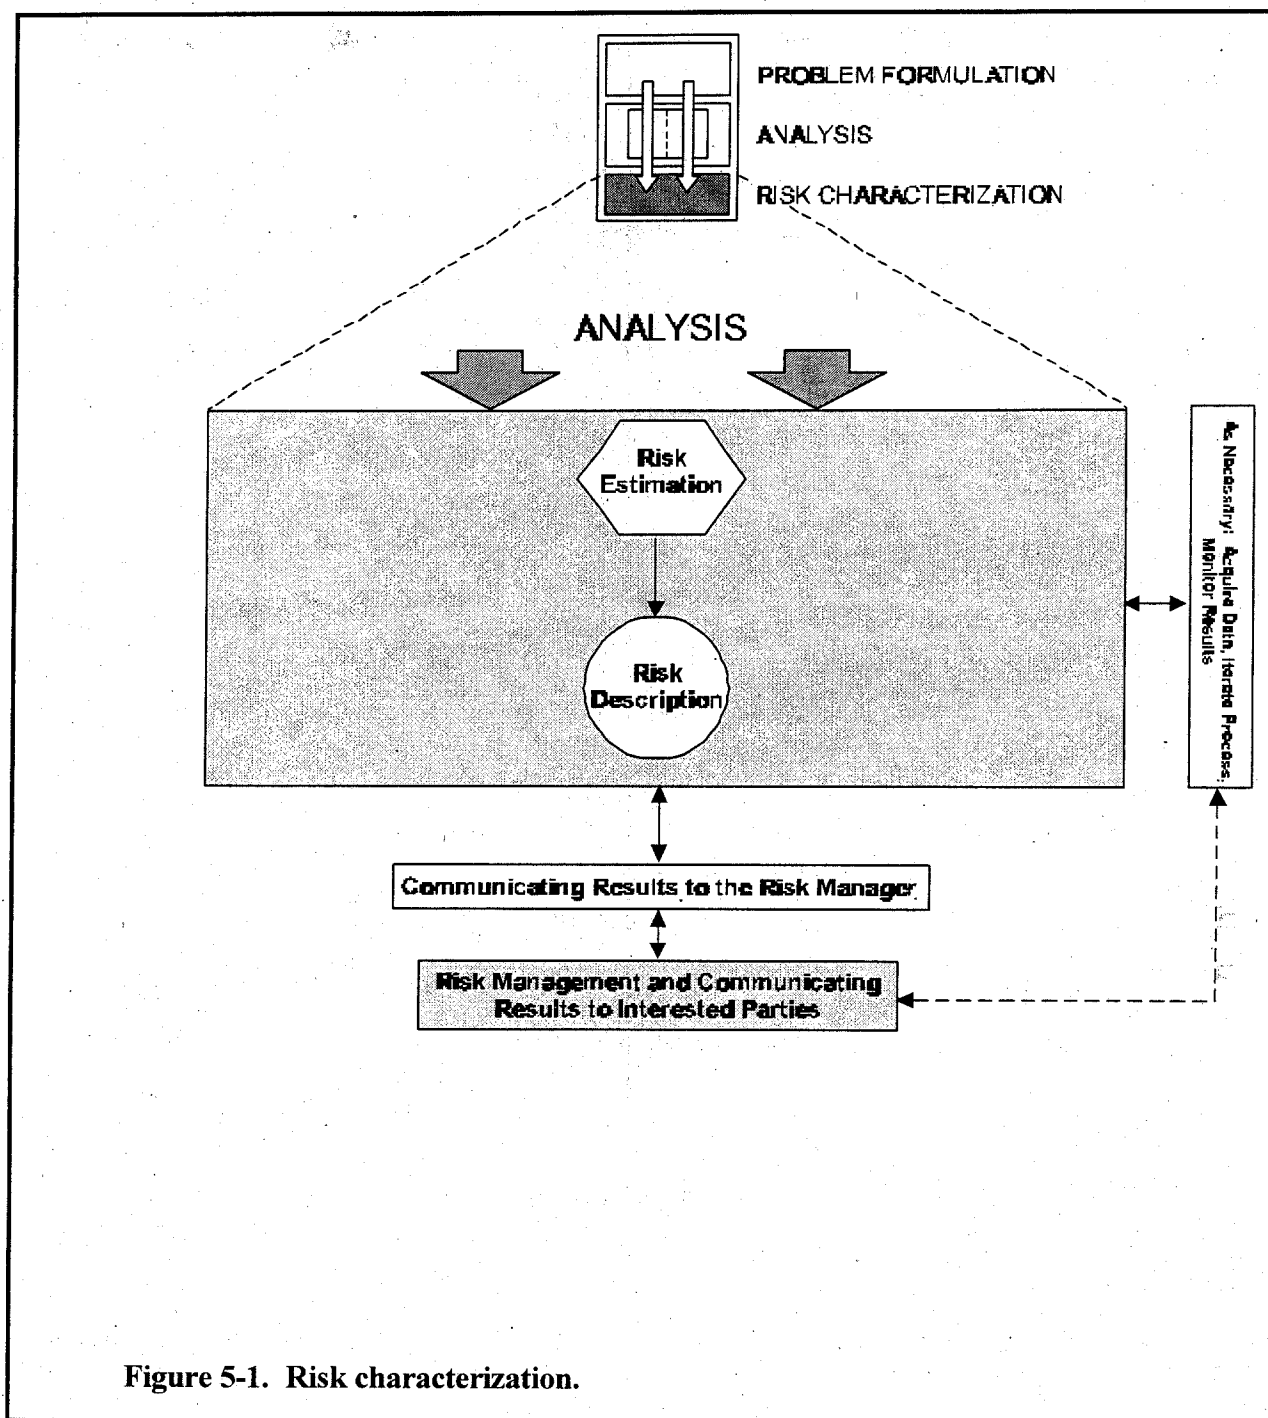 PROBLEM FORMULATION
ANALYSIS
RISK CHARACTERIZATION
ANALYSIS
Risk
Estimation
Risk
Description
As Necessary: Acquire Data, Iterate Process,
Monitor Results
Communicating Results to the Risk Manager
Risk Management and Communicating
Results to Interested Parties
Figure 5-1. Risk characterization.